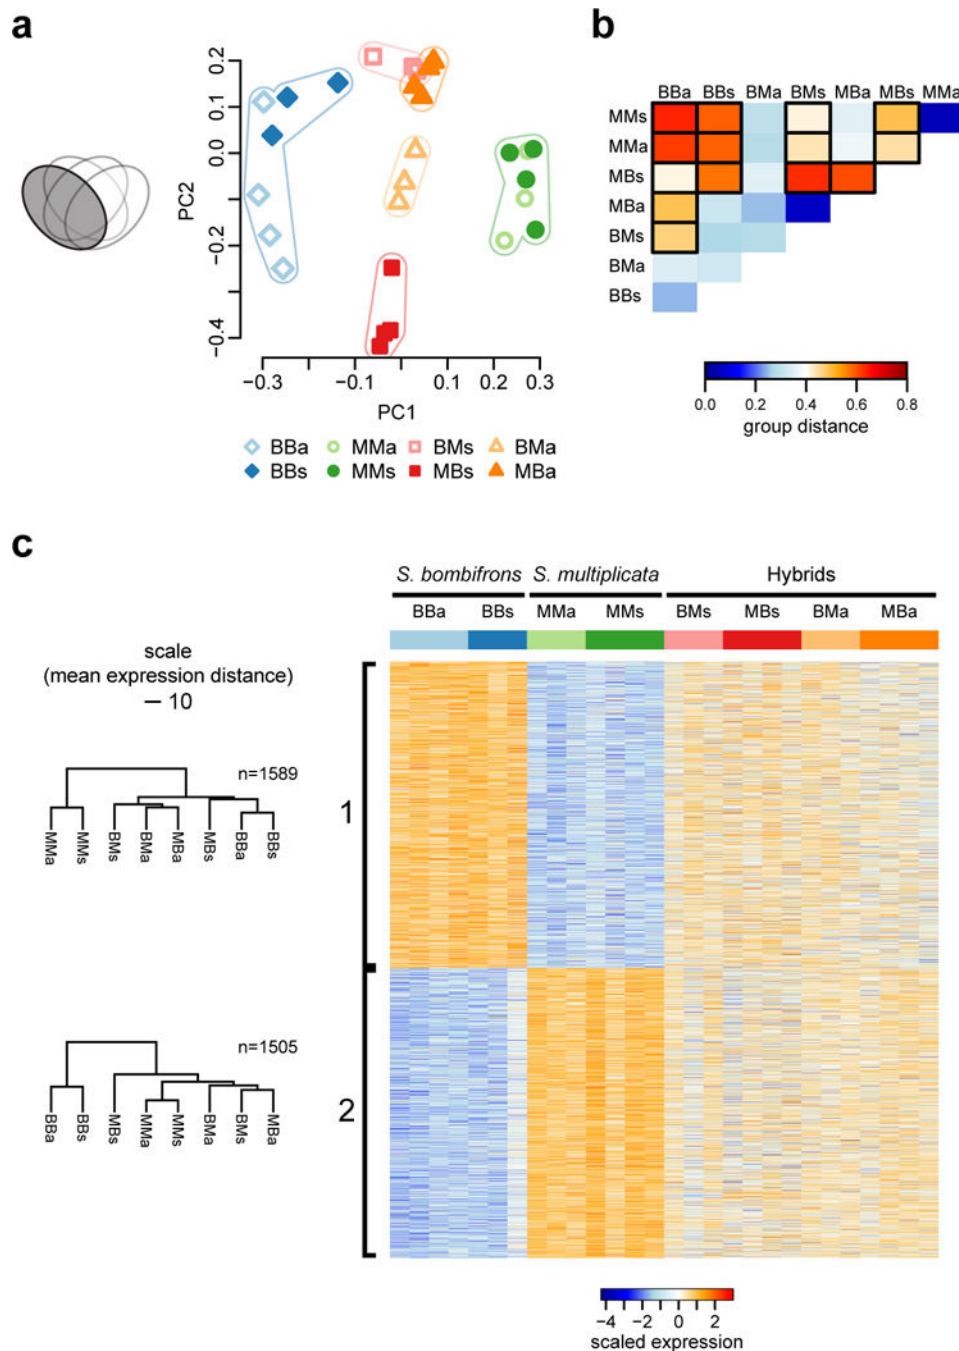 a
b
0.2
0.1
0.0
−0.2
−0.4
PC2
−0.3
−0.1
0.1
0.2
0.3
PC1
BBa
MMa
BMs
BMa
BBs
MMs
MBs
MBa
BBa
BBs
BMa
BMs
MBa
MBs
MMa
MMs
MMa
MBs
MBa
BMs
BMa
BBs
0.0
0.2
0.4
0.6
0.8
group distance
c
S. bombifrons
S. multiplicata
Hybrids
BBa
BBs
MMa
MMs
BMs
MBs
BMa
MBa
scale
(mean expression distance)
10
n=1589
MMa
MMs
BMs
BMa
MBa
MBs
BBa
BBs
1
n=1505
BBa
BBs
MBs
MMa
MMs
BMa
BMs
MBa
2
−4
−2
0
2
scaled expression